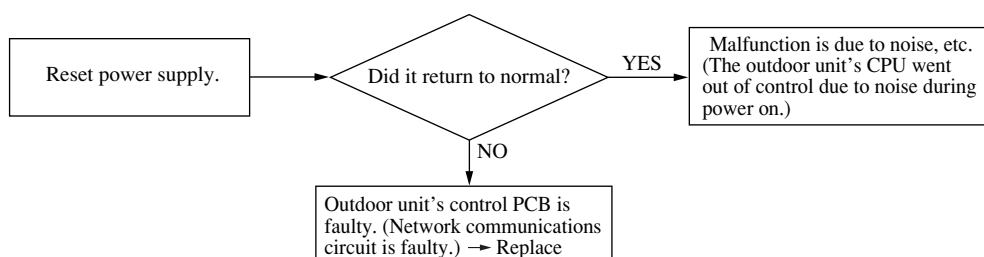 Reset power supply.
Did it return to normal?
YES
Malfunction is due to noise, etc.
(The outdoor unit's CPU went
out of control due to noise during
power on.)
NO
Outdoor unit's control PCB is
faulty. (Network communications
circuit is faulty.) → Replace